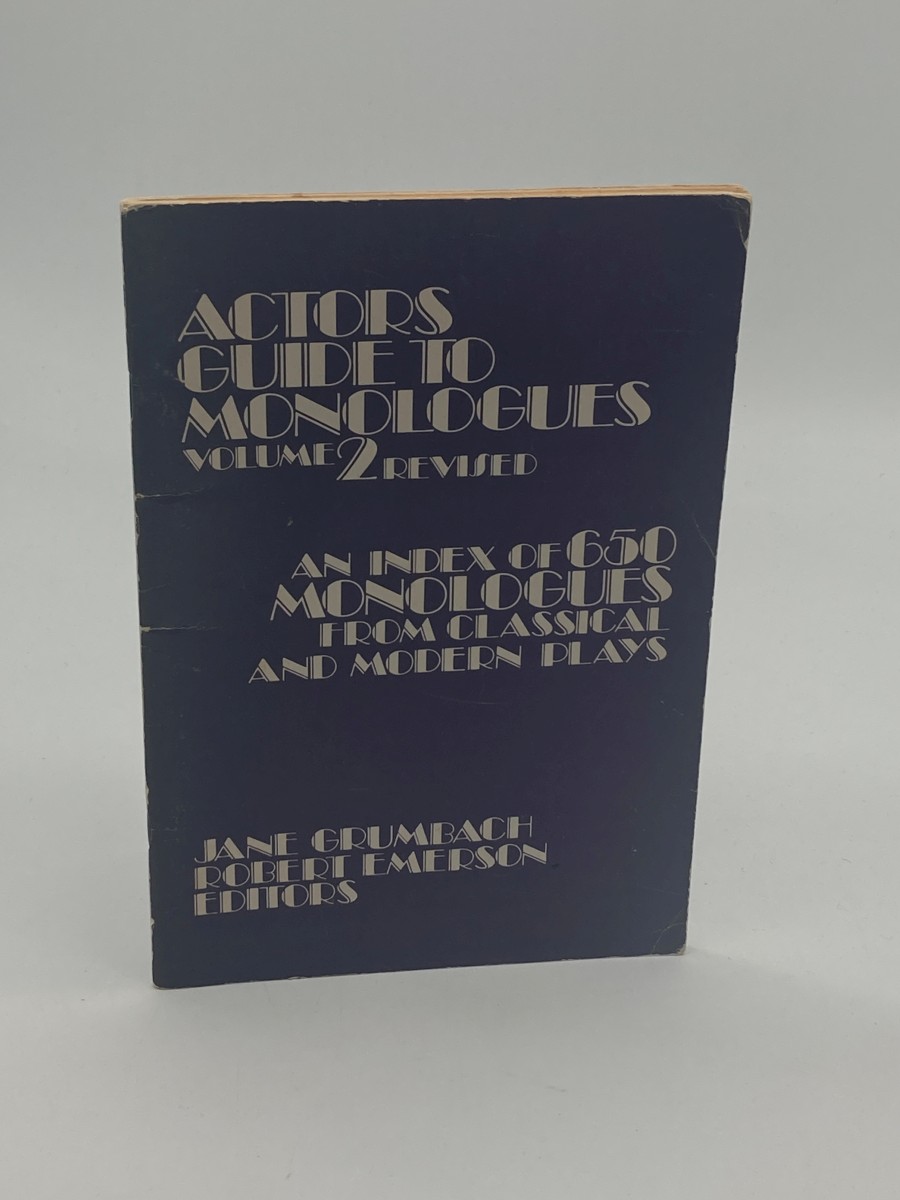 ACTORS
GUIDE TO
MONOLOGUES
VOLUME 2 REVISED
AN INDEX OF 650
MONOLOGUES
FROM CLASSICAL
AND MODERN PLAYS
JANE GRUMBACH
ROBERT EMERSON
EDITORS